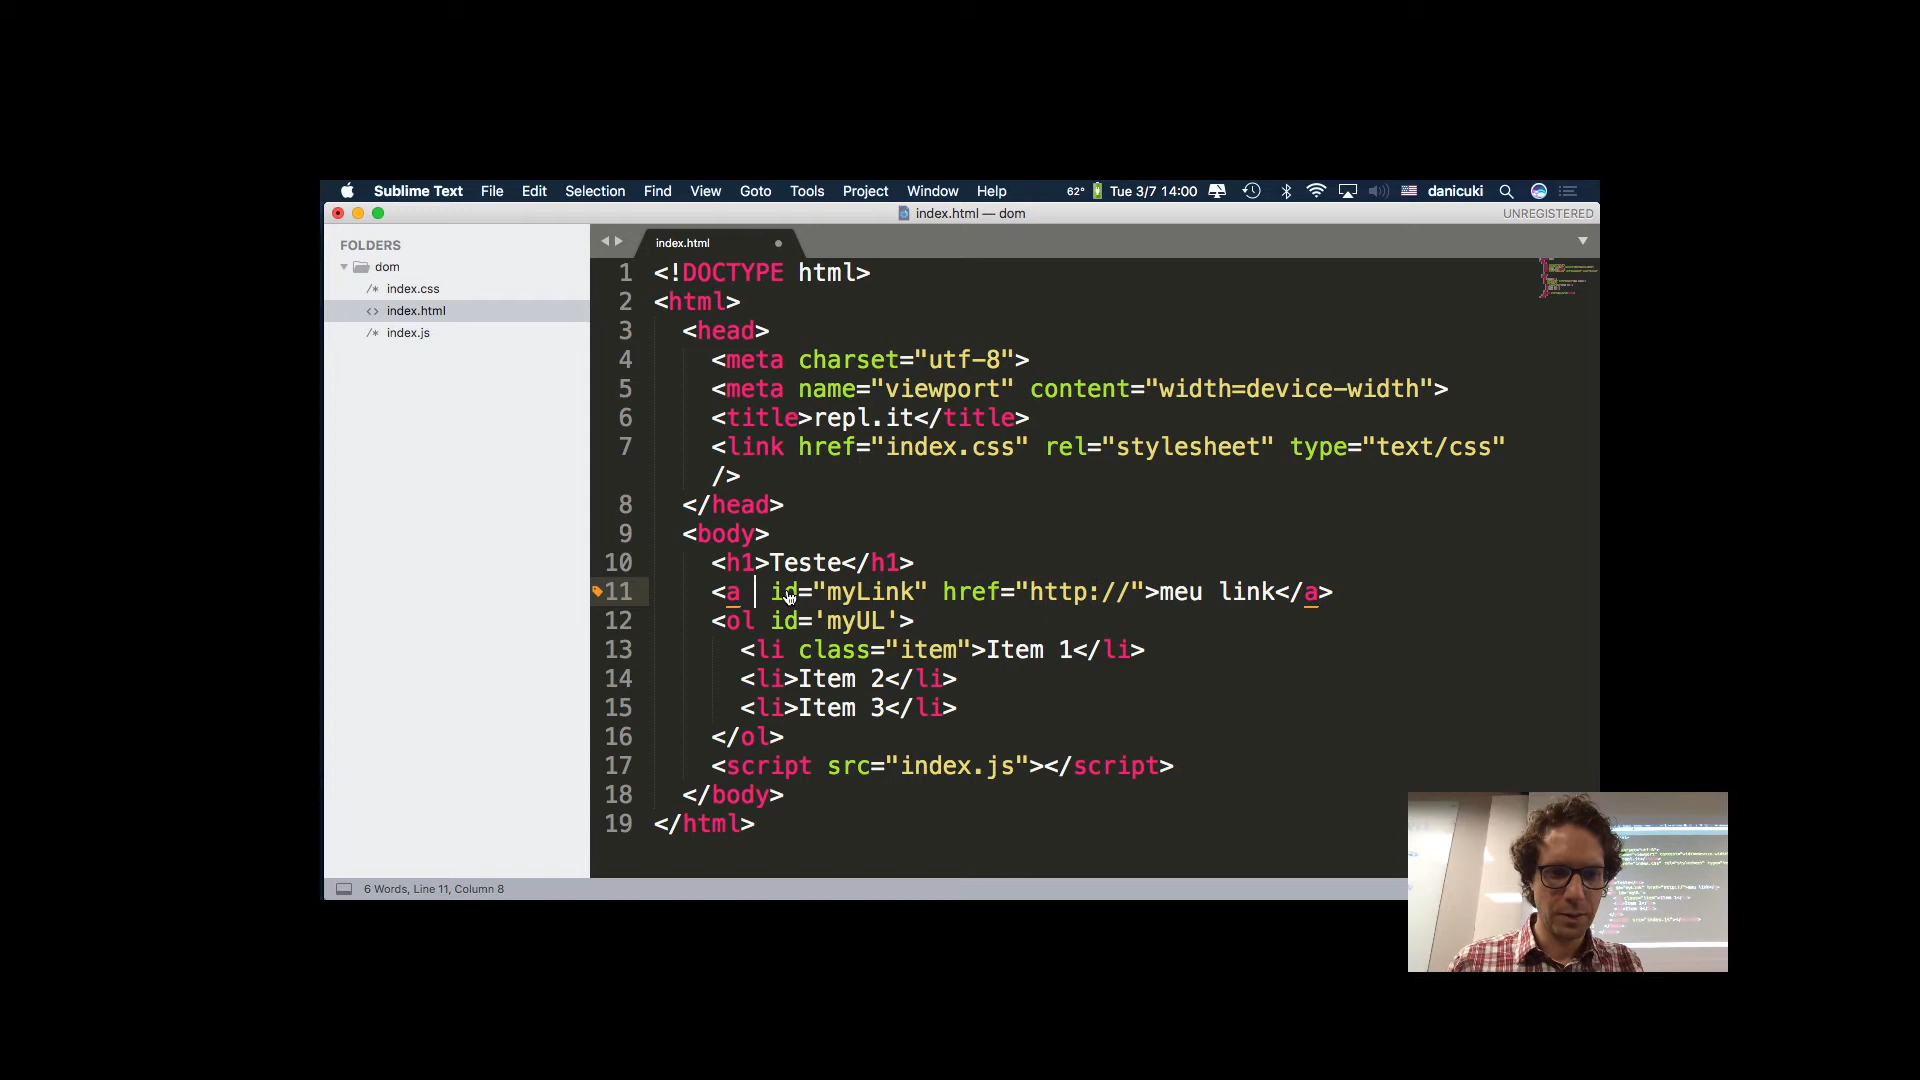 Sublime Text File Edit Selection Find View Goto Tools Project Window Help 62° Tue 3/7 14:00 danicuki
index.html — dom UNREGISTERED
FOLDERS
dom
index.css
index.html
index.js
index.html
1 <!DOCTYPE html>
2 <html>
3 <head>
4 <meta charset="utf-8">
5 <meta name="viewport" content="width=device-width">
6 <title>repl.it</title>
7 <link href="index.css" rel="stylesheet" type="text/css"
/>
8 </head>
9 <body>
10 <h1>Teste</h1>
11 <a  id="myLink" href="http://">meu link</a>
12 <ol id='myUL'>
13 <li class="item">Item 1</li>
14 <li>Item 2</li>
15 <li>Item 3</li>
16 </ol>
17 <script src="index.js"></script>
18 </body>
19 </html>
6 Words, Line 11, Column 8